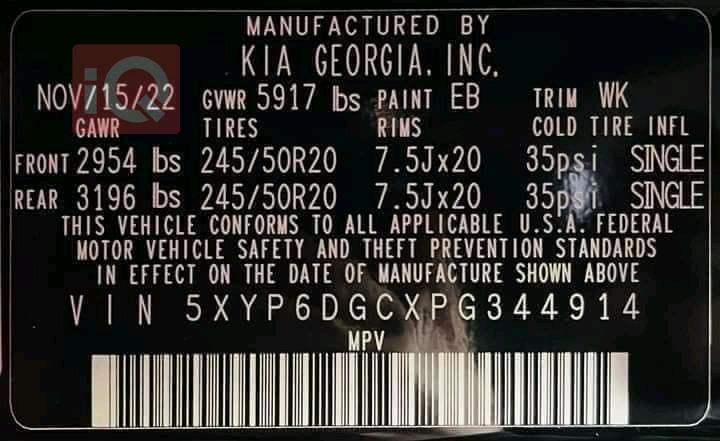 MANUFACTURED BY
KIA GEORGIA, INC.
iQ
NOV/15/22 GVWR 5917 lbs PAINT EB TRIM WK
GAWR TIRES RIMS COLD TIRE INFL
FRONT 2954 lbs 245/50R20 7.5Jx20 35psi SINGLE
REAR 3196 lbs 245/50R20 7.5Jx20 35psi SINGLE
THIS VEHICLE CONFORMS TO ALL APPLICABLE U.S.A. FEDERAL
MOTOR VEHICLE SAFETY AND THEFT PREVENTION STANDARDS
IN EFFECT ON THE DATE OF MANUFACTURE SHOWN ABOVE
VIN 5XYP6DGCXPG344914
MPV